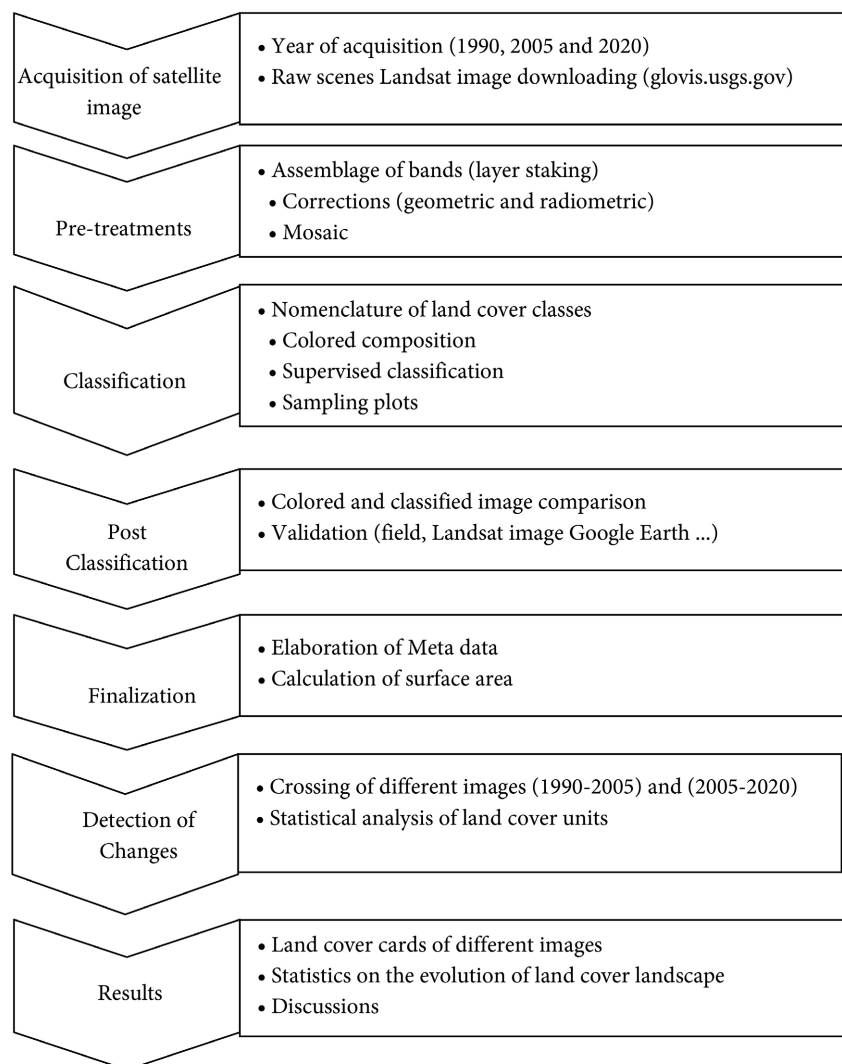 Acquisition of satellite
image
• Year of acquisition (1990, 2005 and 2020)
• Raw scenes Landsat image downloading (glovis.usgs.gov)
Pre-treatments
• Assemblage of bands (layer staking)
• Corrections (geometric and radiometric)
• Mosaic
Classification
• Nomenclature of land cover classes
• Colored composition
• Supervised classification
• Sampling plots
Post
Classification
• Colored and classified image comparison
• Validation (field, Landsat image Google Earth ...)
Finalization
• Elaboration of Meta data
• Calculation of surface area
Detection of
Changes
• Crossing of different images (1990-2005) and (2005-2020)
• Statistical analysis of land cover units
Results
• Land cover cards of different images
• Statistics on the evolution of land cover landscape
• Discussions